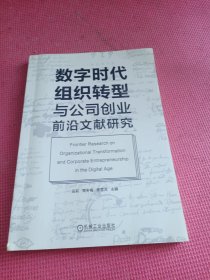 数字时代
组织转型
与公司创业
前沿文献研究
Frontier Research on
Organizational Transformation
and Corporate Entrepreneurship
in the Digital Age
主编
机械工业出版社